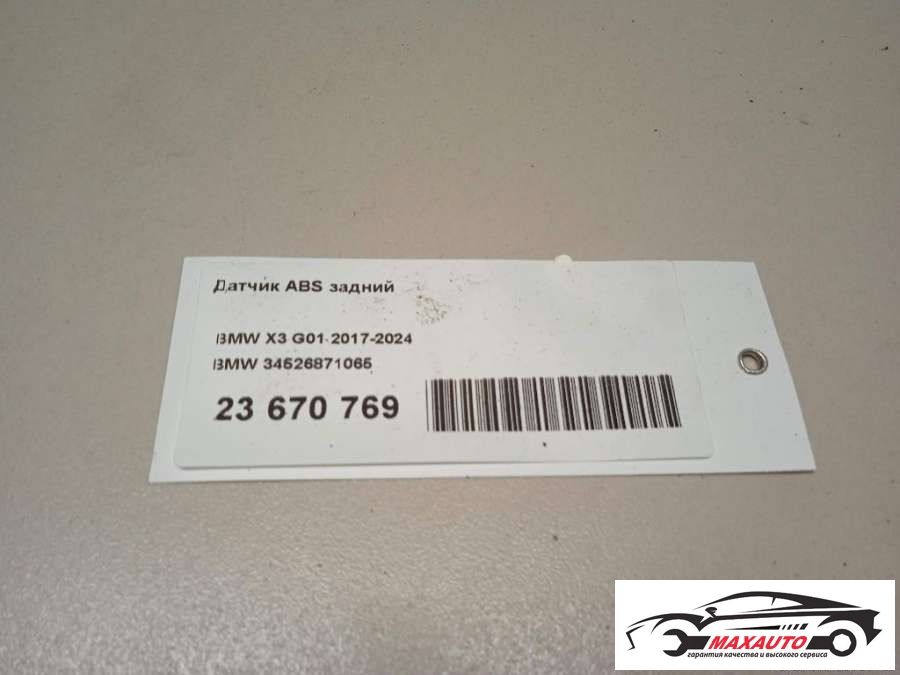 Датчик ABS задний
BMW X3 G01 2017-2024
BMW 34526871065
23 670 769
MAXAUTO
гарантия качества и высокого сервиса